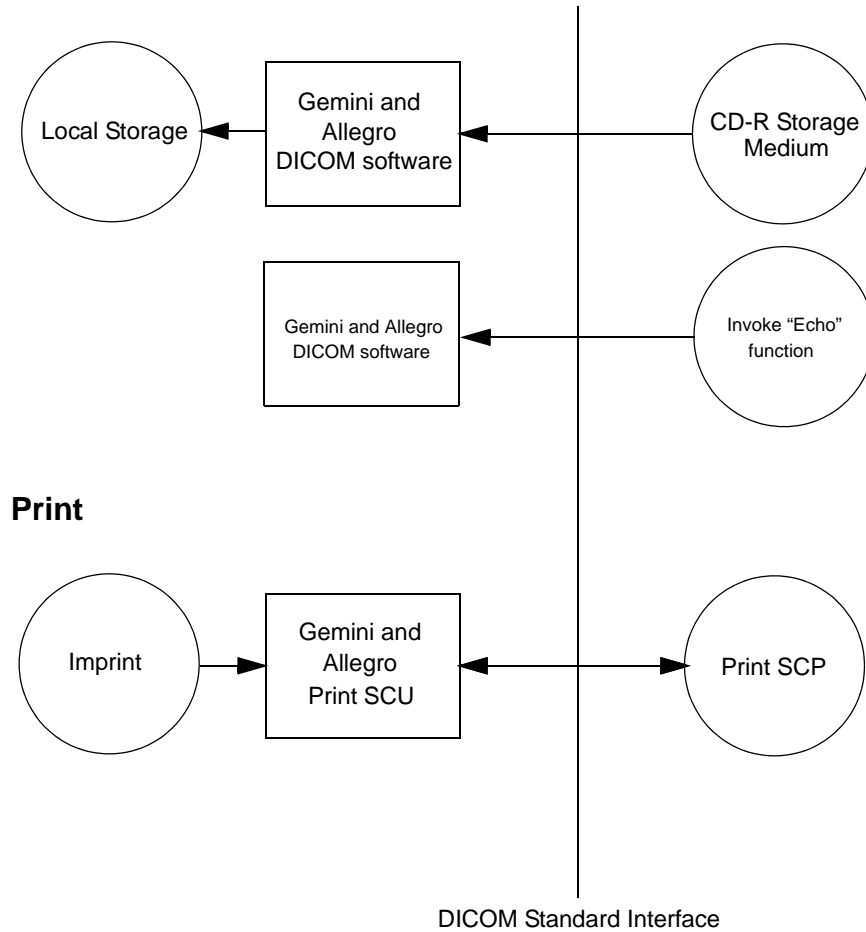 Local Storage
Gemini and
Allegro
DICOM software
CD-R Storage
Medium
Gemini and Allegro
DICOM software
Invoke “Echo”
function
Print
Imprint
Gemini and
Allegro
Print SCU
Print SCP
DICOM Standard Interface